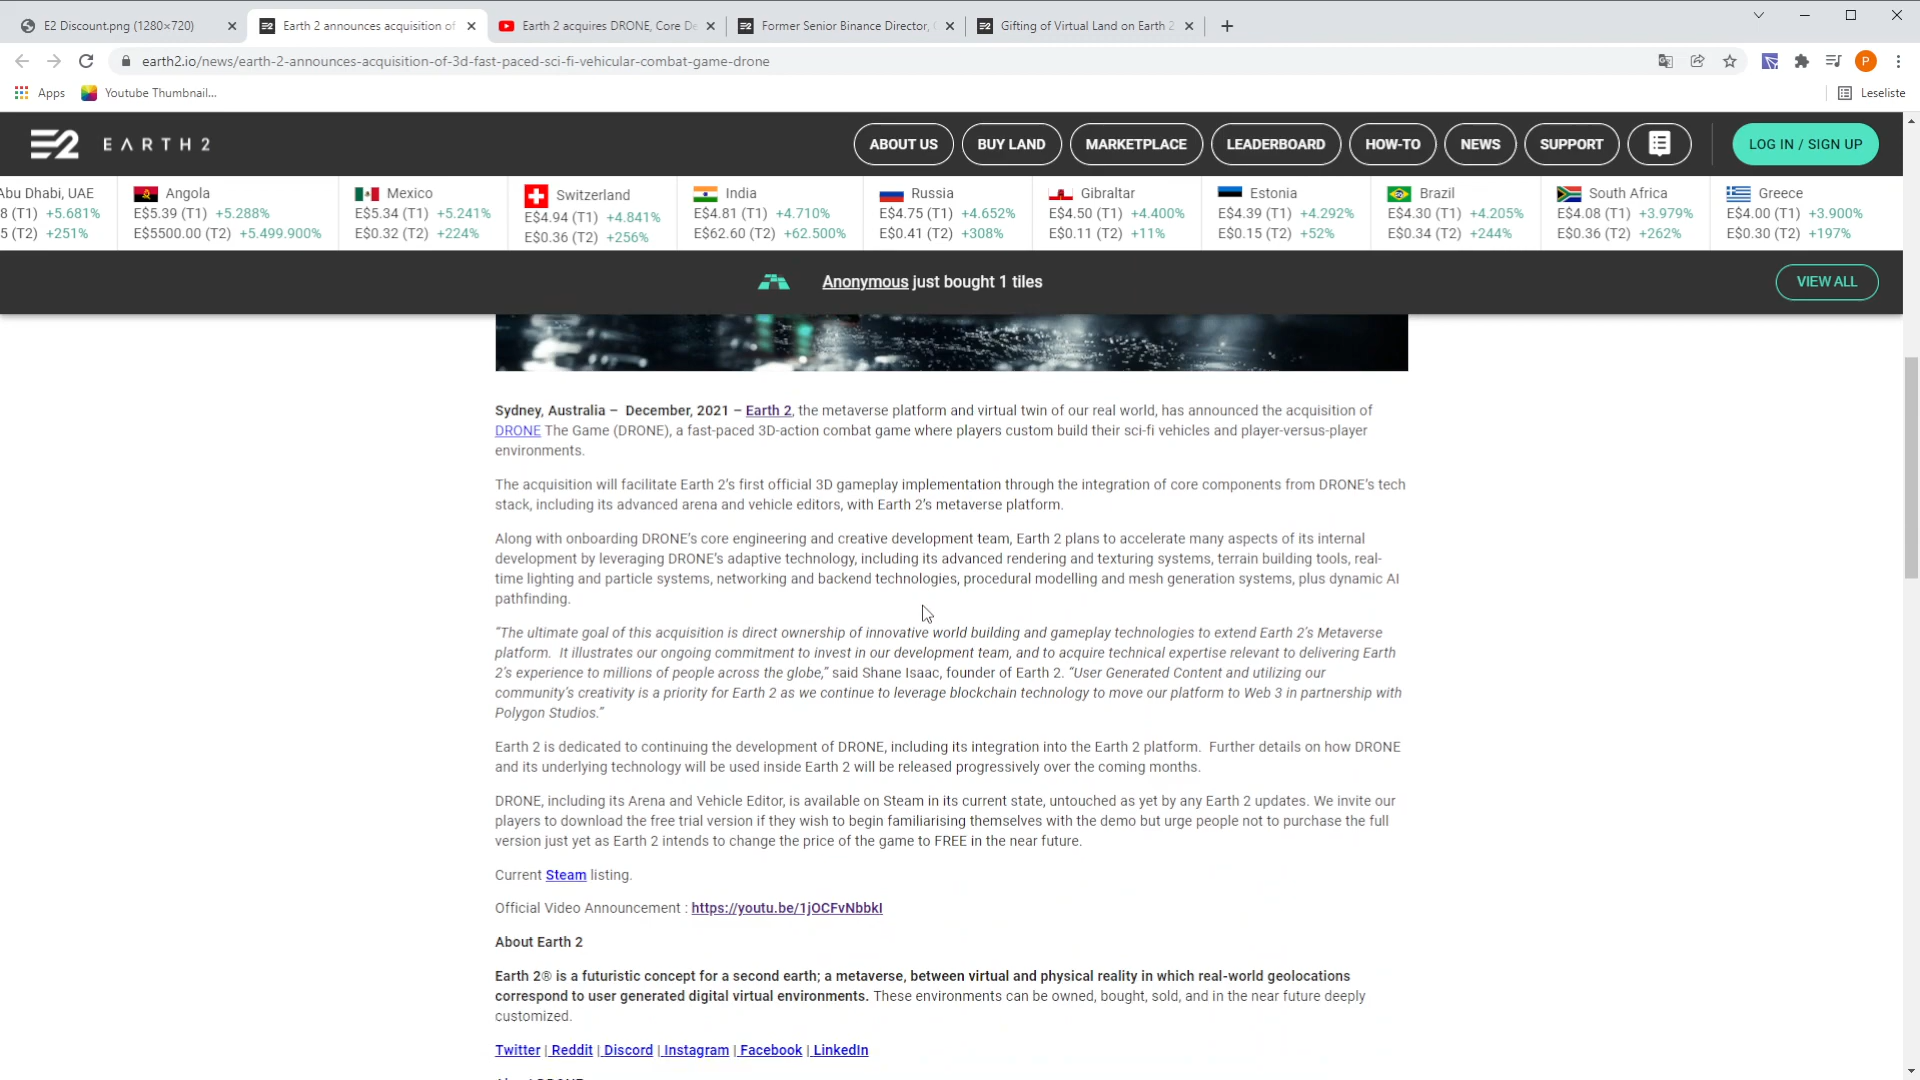 E2 Discount.png (1280×720)
Earth 2 announces acquisition of
Earth 2 acquires DRONE, Core De
Former Senior Binance Director,
Gifting of Virtual Land on Earth 2
earth2.io/news/earth-2-announces-acquisition-of-3d-fast-paced-sci-fi-vehicular-combat-game-drone
P
Apps
Youtube Thumbnail...
Leseliste
EARTH 2
ABOUT US
BUY LAND
MARKETPLACE
LEADERBOARD
HOW-TO
NEWS
SUPPORT
LOG IN / SIGN UP
Abu Dhabi, UAE
8 (T1) +5.681%
5 (T2) +251%
Angola
E$5.39 (T1) +5.288%
E$5500.00 (T2) +5.499.900%
Mexico
E$5.34 (T1) +5.241%
E$0.32 (T2) +224%
Switzerland
E$4.94 (T1) +4.841%
E$0.36 (T2) +256%
India
E$4.81 (T1) +4.710%
E$62.60 (T2) +62.500%
Russia
E$4.75 (T1) +4.652%
E$0.41 (T2) +308%
Gibraltar
E$4.50 (T1) +4.400%
E$0.11 (T2) +11%
Estonia
E$4.39 (T1) +4.292%
E$0.15 (T2) +52%
Brazil
E$4.30 (T1) +4.205%
E$0.34 (T2) +244%
South Africa
E$4.08 (T1) +3.979%
E$0.36 (T2) +262%
Greece
E$4.00 (T1) +3.900%
E$0.30 (T2) +197%
Anonymous just bought 1 tiles
VIEW ALL
Sydney, Australia – December, 2021 – Earth 2, the metaverse platform and virtual twin of our real world, has announced the acquisition of
DRONE The Game (DRONE), a fast-paced 3D-action combat game where players custom build their sci-fi vehicles and player-versus-player
environments.
The acquisition will facilitate Earth 2's first official 3D gameplay implementation through the integration of core components from DRONE's tech
stack, including its advanced arena and vehicle editors, with Earth 2's metaverse platform.
Along with onboarding DRONE's core engineering and creative development team, Earth 2 plans to accelerate many aspects of its internal
development by leveraging DRONE's adaptive technology, including its advanced rendering and texturing systems, terrain building tools, real-
time lighting and particle systems, networking and backend technologies, procedural modelling and mesh generation systems, plus dynamic AI
pathfinding.
“The ultimate goal of this acquisition is direct ownership of innovative world building and gameplay technologies to extend Earth 2's Metaverse
platform. It illustrates our ongoing commitment to invest in our development team, and to acquire technical expertise relevant to delivering Earth
2's experience to millions of people across the globe,” said Shane Isaac, founder of Earth 2. “User Generated Content and utilizing our
community's creativity is a priority for Earth 2 as we continue to leverage blockchain technology to move our platform to Web 3 in partnership with
Polygon Studios.”
Earth 2 is dedicated to continuing the development of DRONE, including its integration into the Earth 2 platform. Further details on how DRONE
and its underlying technology will be used inside Earth 2 will be released progressively over the coming months.
DRONE, including its Arena and Vehicle Editor, is available on Steam in its current state, untouched as yet by any Earth 2 updates. We invite our
players to download the free trial version if they wish to begin familiarising themselves with the demo but urge people not to purchase the full
version just yet as Earth 2 intends to change the price of the game to FREE in the near future.
Current Steam listing.
Official Video Announcement : https://youtu.be/1jOCFvNbbkI
About Earth 2
Earth 2® is a futuristic concept for a second earth; a metaverse, between virtual and physical reality in which real-world geolocations
correspond to user generated digital virtual environments. These environments can be owned, bought, sold, and in the near future deeply
customized.
Twitter | Reddit | Discord | Instagram | Facebook | LinkedIn